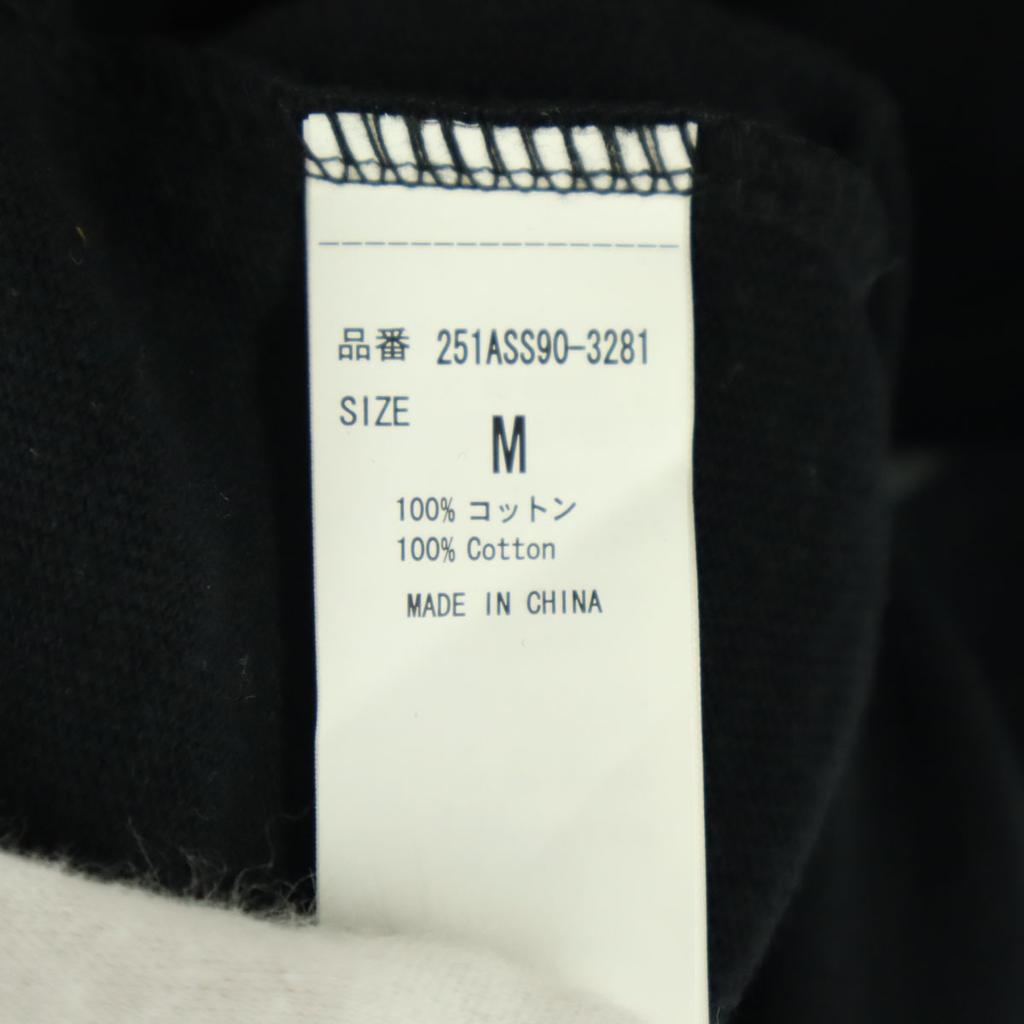 品番 251ASS90-3281
SIZE
M
100% コットン
100% Cotton
MADE IN CHINA